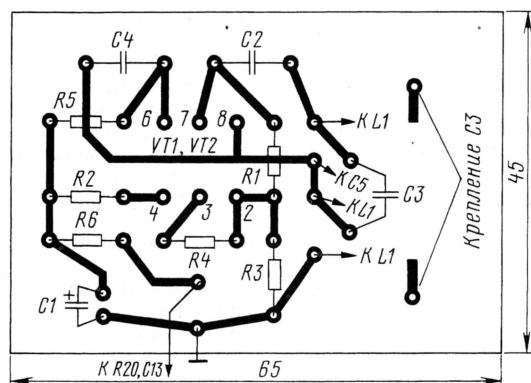 C4
C2
R5
6
7
8
К L1
VT1, VT2
R1
К C5
C3
R2
4
3
2
К L1
R6
R4
R3
К L1
C1
+
К R20, C13
Крепление C3
45
65